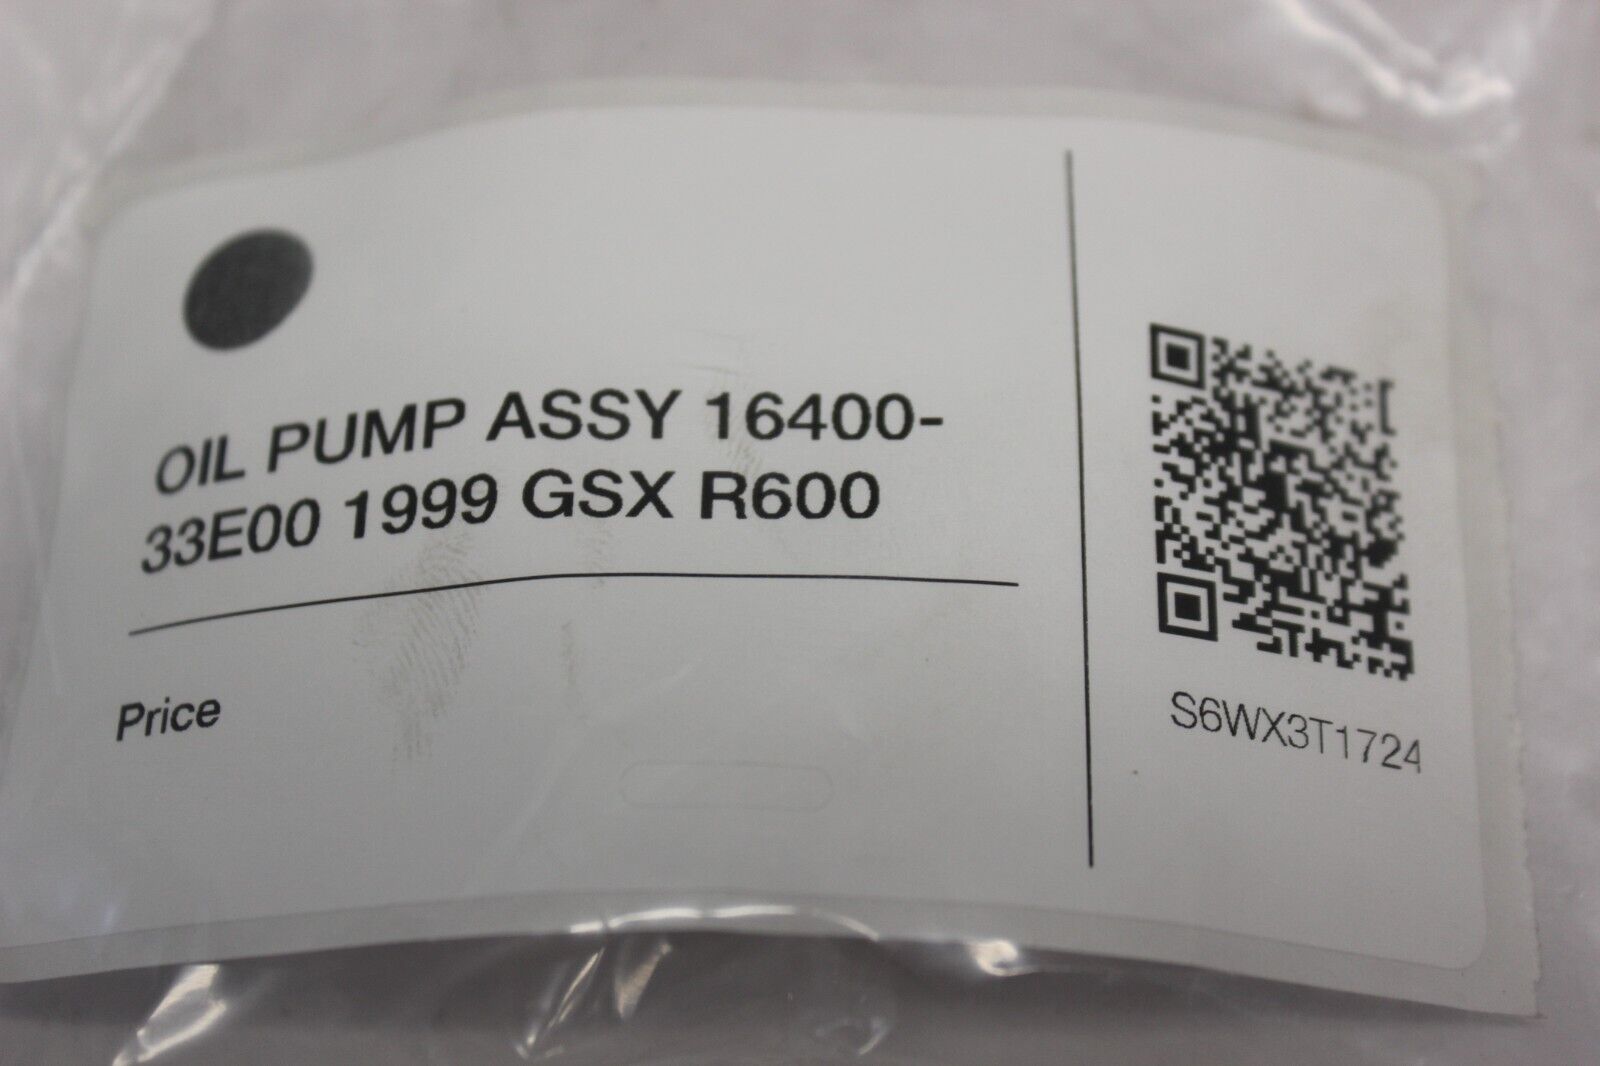 OIL PUMP ASSY 16400-
33E00 1999 GSX R600
Price
S6WX3T1724